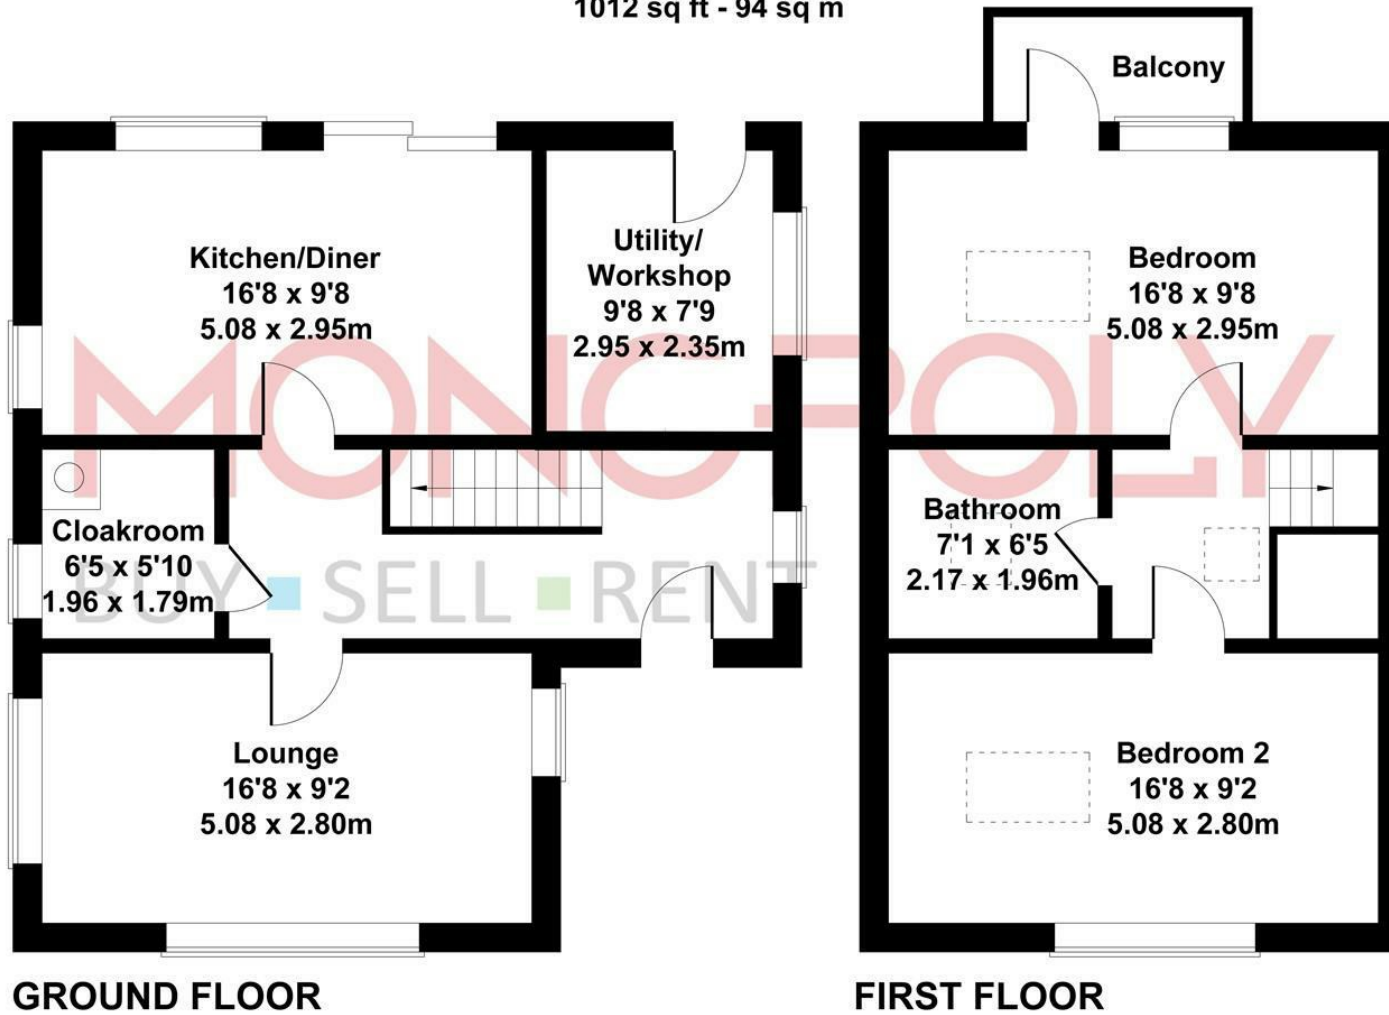 1012 sq ft - 94 sq m
Balcony
Kitchen/Diner
16'8 x 9'8
5.08 x 2.95m
Utility/
Workshop
9'8 x 7'9
2.95 x 2.35m
Bedroom
16'8 x 9'8
5.08 x 2.95m
MONOPOLY
BUY SELL RENT
Cloakroom
6'5 x 5'10
1.96 x 1.79m
Bathroom
7'1 x 6'5
2.17 x 1.96m
Lounge
16'8 x 9'2
5.08 x 2.80m
Bedroom 2
16'8 x 9'2
5.08 x 2.80m
GROUND FLOOR
FIRST FLOOR